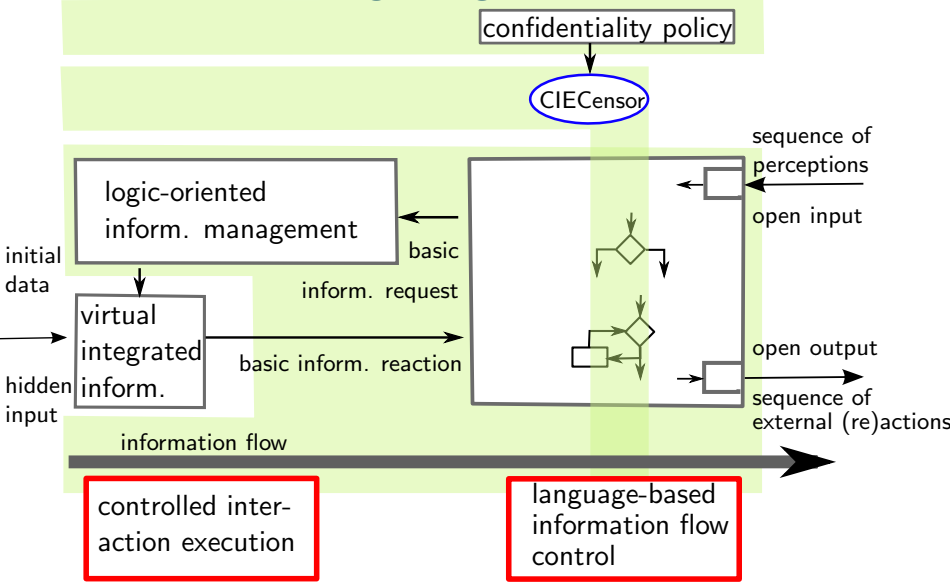 confidentiality policy
CIECensor
sequence of
perceptions
open input
logic-oriented
inform. management
basic
inform. request
initial
data
virtual
integrated
inform.
basic inform. reaction
hidden
input
open output
sequence of
external (re)actions
information flow
controlled inter-
action execution
language-based
information flow
control